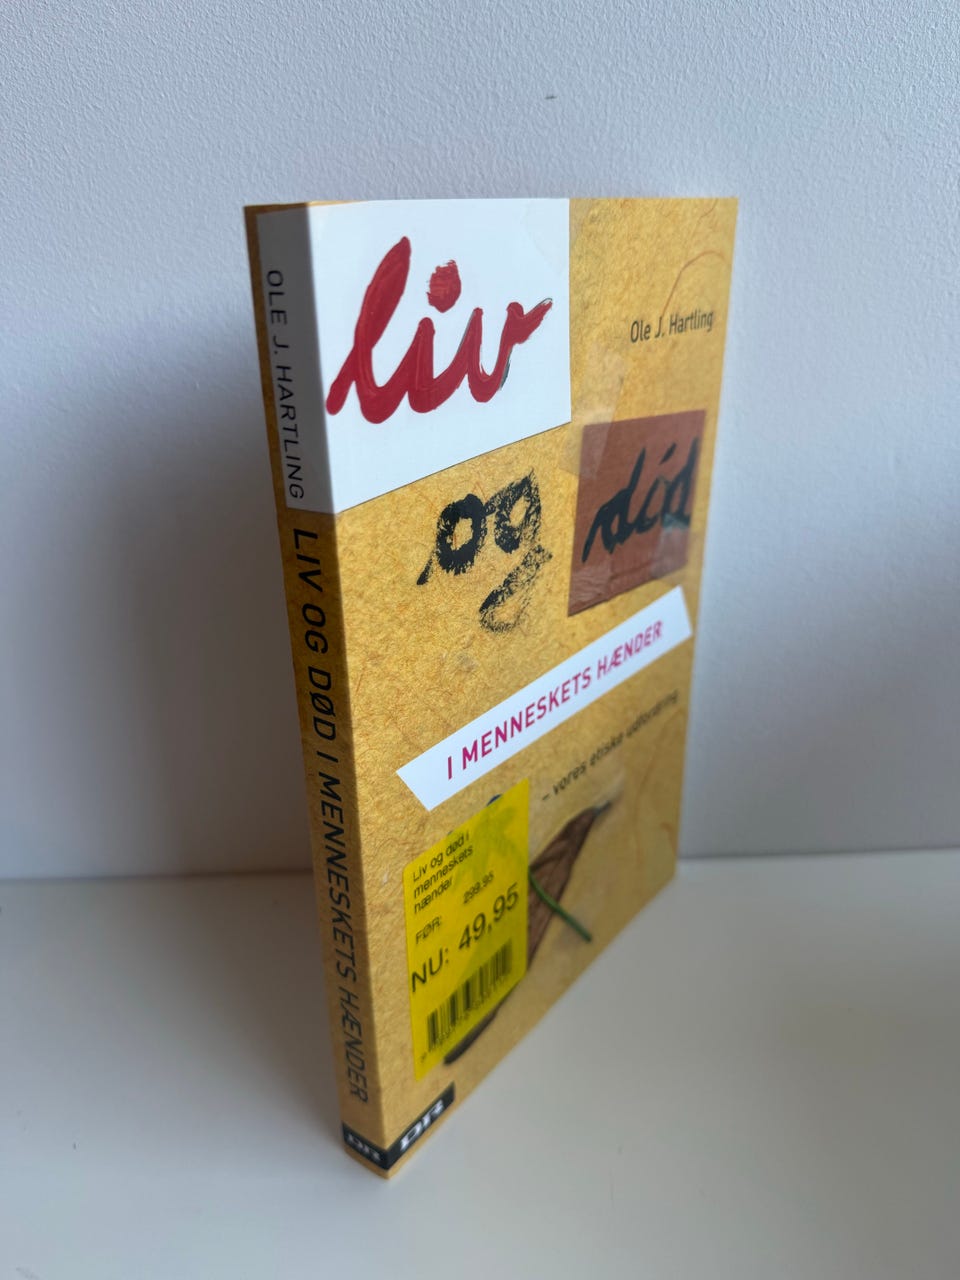 OLE J. HARTLING LIV OG DØD I MENNESKETS HÆNDER
DR
liv
Ole J. Hartling
og
død
I MENNESKETS HÆNDER
– vores etiske udfordring
Liv og død i
menneskets
hænder
FØR: 299.95
NU: 49,95
DR